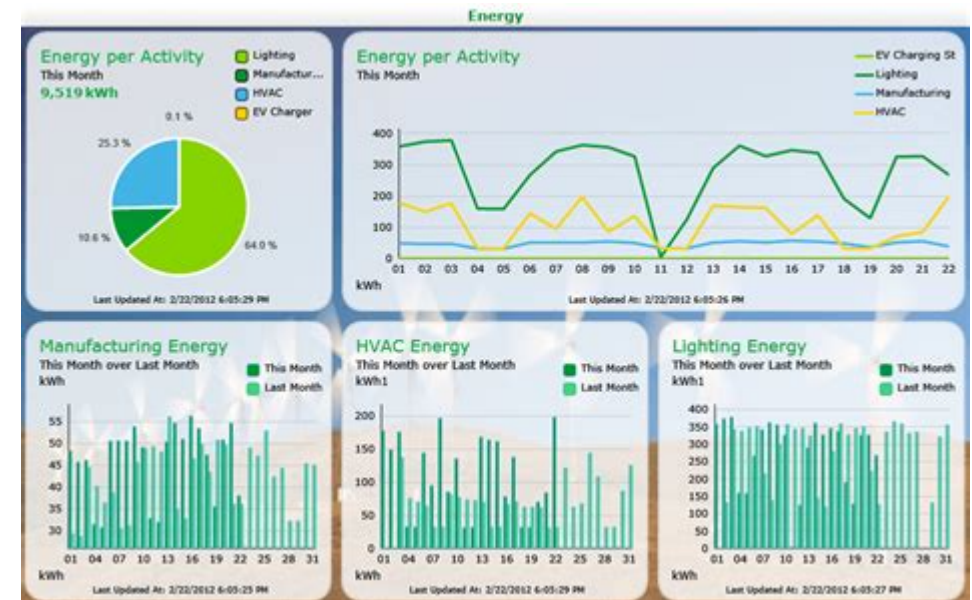 Energy
Energy per Activity
This Month
9,519 kWh
Lighting
Manufactur...
HVAC
EV Charger
0.1 %
25.3 %
10.6 %
64.0 %
Last Updated At: 2/22/2012 6:05:29 PM
Energy per Activity
This Month
EV Charging St
Lighting
Manufacturing
HVAC
400
300
200
100
0
01 02 03 04 05 06 07 08 09 10 11 12 13 14 15 16 17 18 19 20 21 22
kWh
Last Updated At: 2/22/2012 6:05:26 PM
Manufacturing Energy
This Month over Last Month
kWh
This Month
Last Month
55
50
45
40
35
30
01 04 07 10 13 16 19 22 25 28 31
kWh
Last Updated At: 2/22/2012 6:05:25 PM
HVAC Energy
This Month over Last Month
kWh1
This Month
Last Month
200
150
100
50
0
01 04 07 10 13 16 19 22 25 28 31
kWh
Last Updated At: 2/22/2012 6:05:29 PM
Lighting Energy
This Month over Last Month
kWh1
This Month
Last Month
400
350
300
250
200
150
100
50
0
01 04 07 10 13 16 19 22 25 28 31
kWh
Last Updated At: 2/22/2012 6:05:27 PM